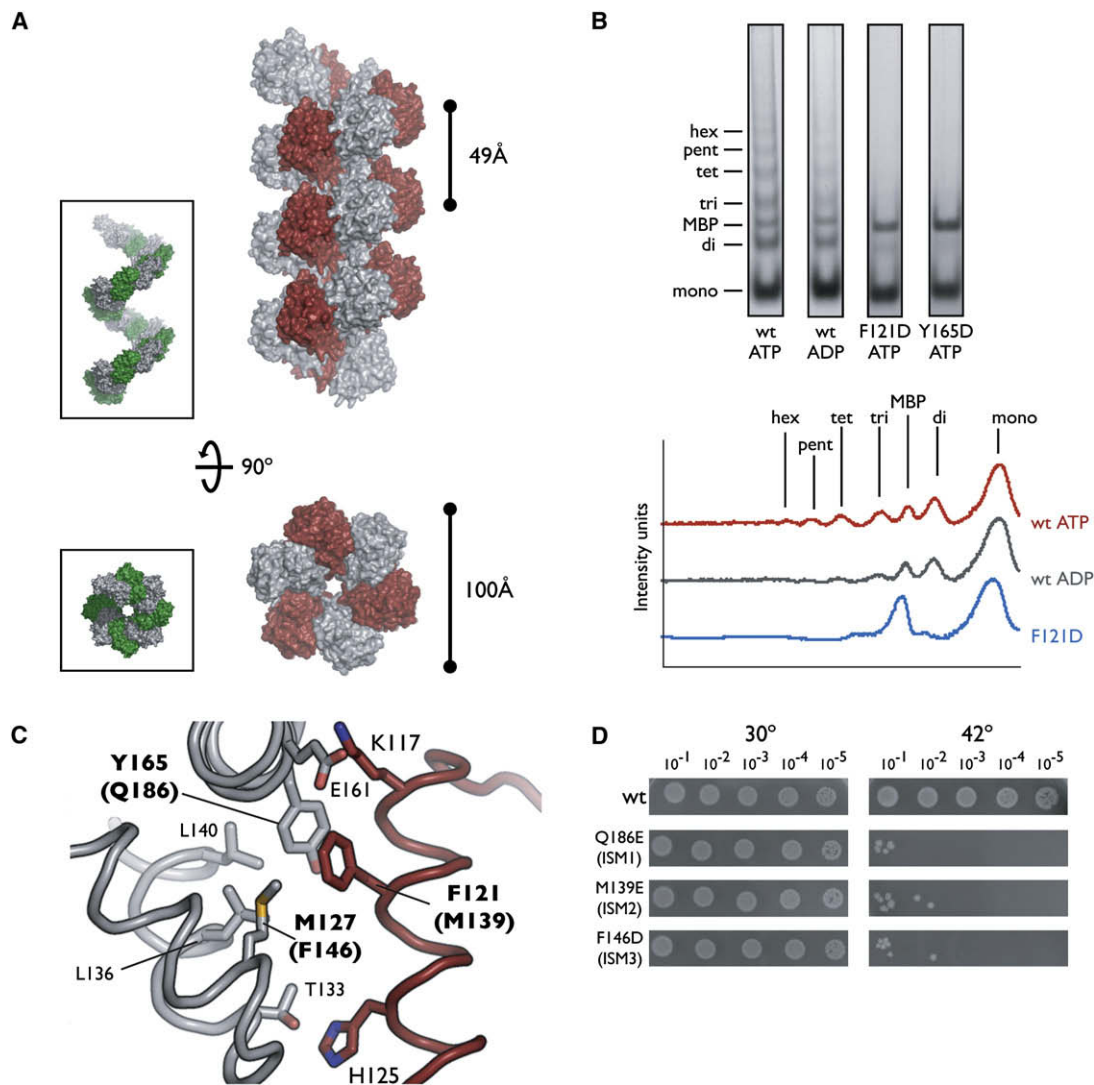 A
49Å
90°
100Å
B
hex
pent
tet
tri
MBP
di
mono
wt ATP
wt ADP
F121D ATP
Y165D ATP
hex
pent
tet
tri
MBP
di
mono
Intensity units
wt ATP
wt ADP
F121D
C
Y165
(Q186)
K117
E161
L140
F121
(M139)
M127
(F146)
L136
T133
H125
D
30°
42°
10-1 10-2 10-3 10-4 10-5
10-1 10-2 10-3 10-4 10-5
wt
Q186E
(ISM1)
M139E
(ISM2)
F146D
(ISM3)